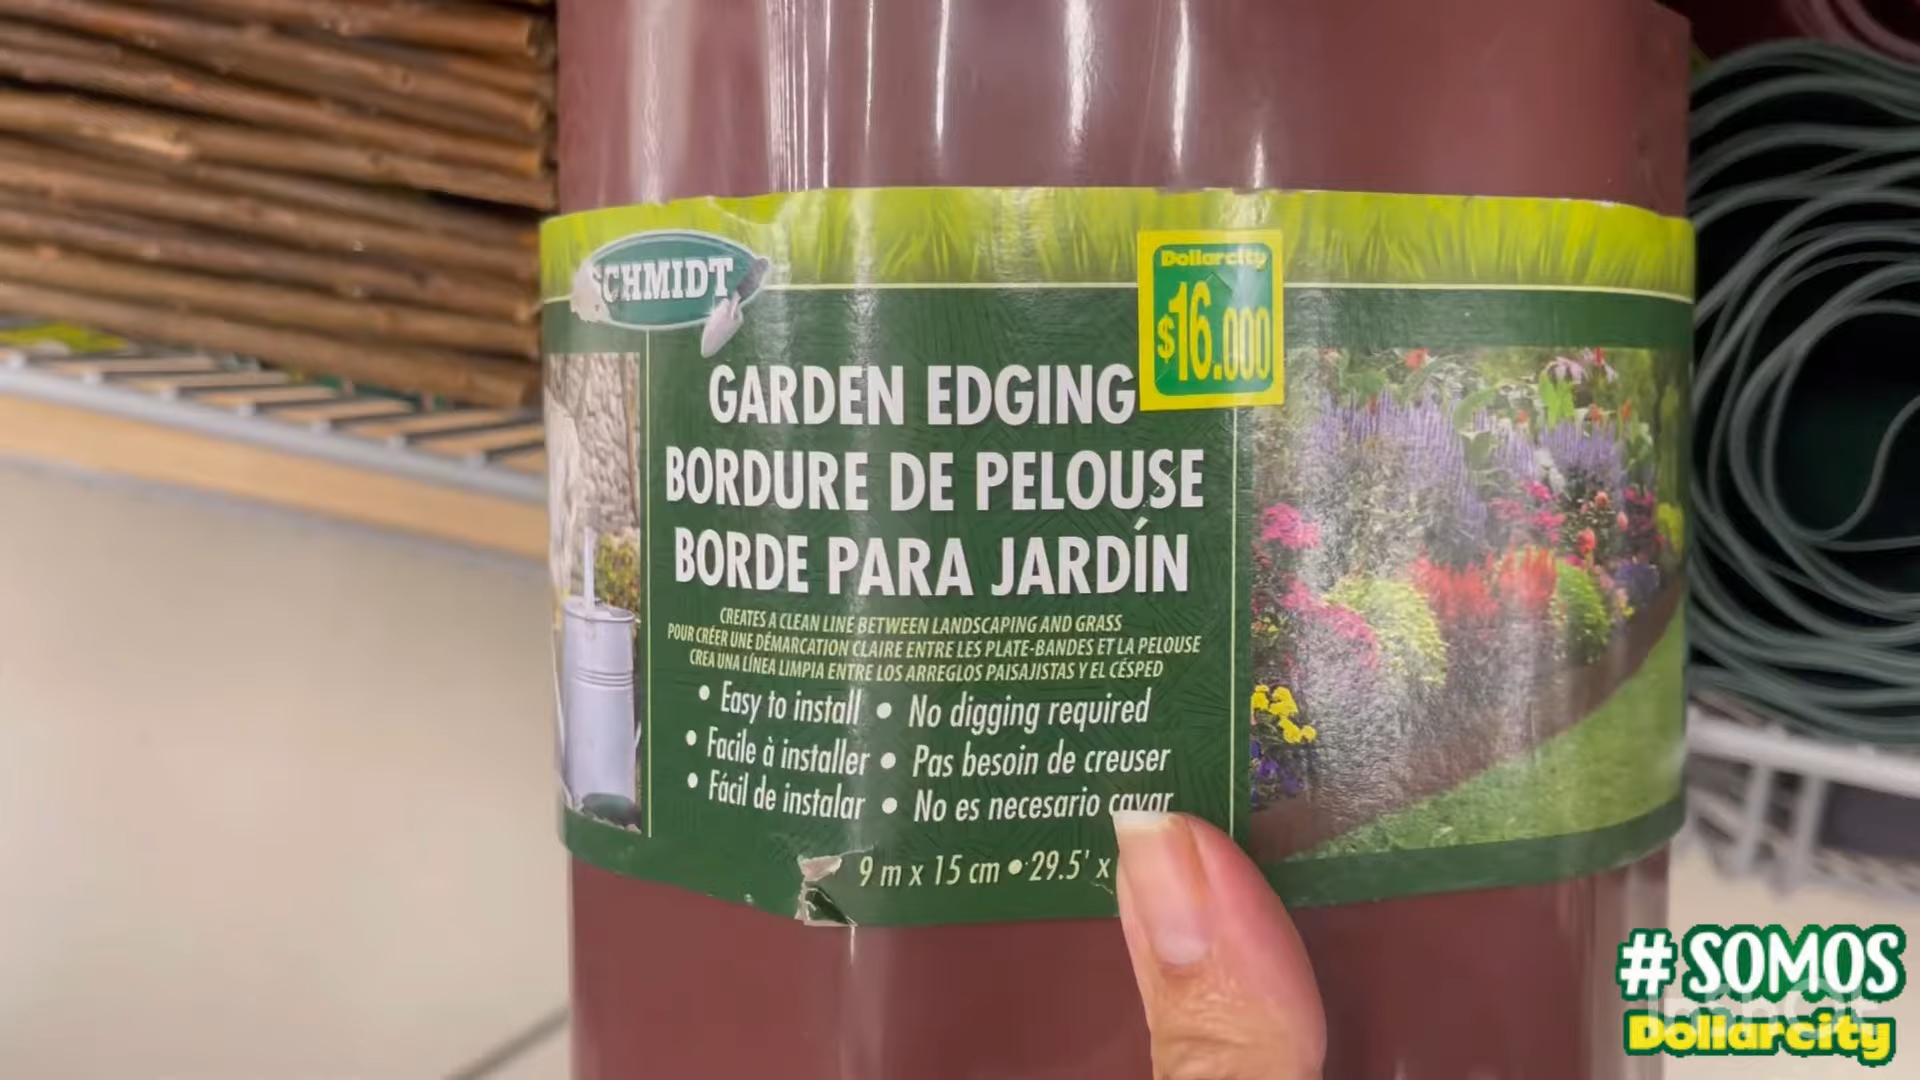 SCHMIDT
Dollarcity
$16.000
GARDEN EDGING
BORDURE DE PELOUSE
BORDE PARA JARDÍN
CREATES A CLEAN LINE BETWEEN LANDSCAPING AND GRASS
POUR CRÉER UNE DÉMARCATION CLAIRE ENTRE LES PLATE-BANDES ET LA PELOUSE
CREA UNA LÍNEA LIMPIA ENTRE LOS ARREGLOS PAISAJISTAS Y EL CÉSPED
• Easy to install • No digging required
• Facile à installer • Pas besoin de creuser
• Fácil de instalar • No es necesario cavar
9 m x 15 cm • 29.5' x
# SOMOS
Dollarcity